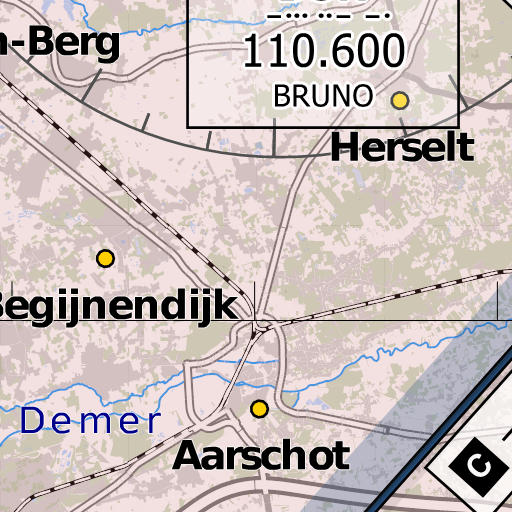 n-Berg
110.600
BRUNO
Herselt
Begijnendijk
Demer
Aarschot
C